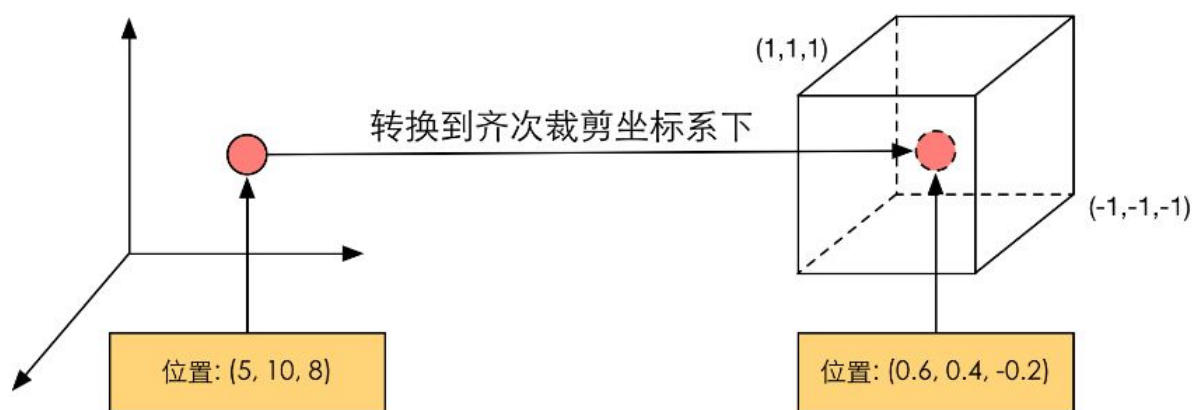 (1,1,1)
转换到齐次裁剪坐标系下
(-1,-1,-1)
位置: (5, 10, 8)
位置: (0.6, 0.4, -0.2)